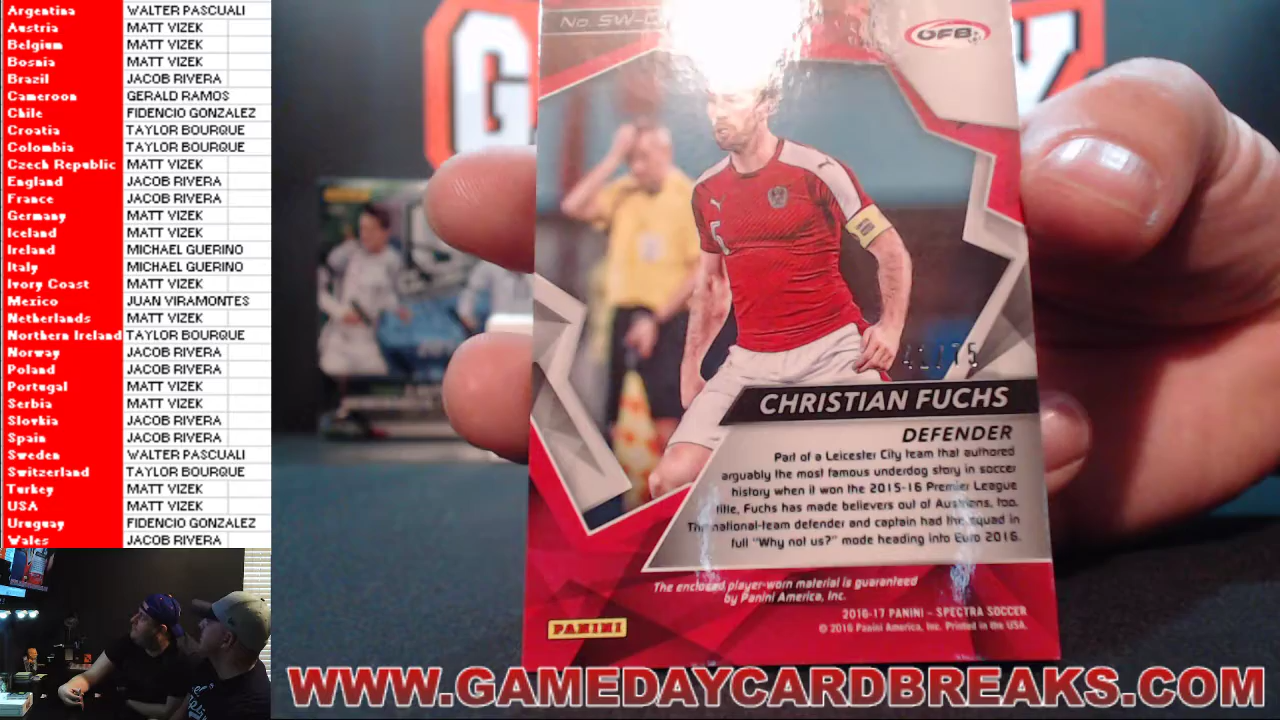 Argentina WALTER PASCUALI
Austria MATT VIZEK
Belgium MATT VIZEK
Bosnia MATT VIZEK
Brazil JACOB RIVERA
Cameroon GERALD RAMOS
Chile FIDENCIO GONZALEZ
Croatia TAYLOR BOURQUE
Colombia TAYLOR BOURQUE
Czech Republic MATT VIZEK
England JACOB RIVERA
France JACOB RIVERA
Germany MATT VIZEK
Iceland MATT VIZEK
Ireland MICHAEL GUERINO
Italy MICHAEL GUERINO
Ivory Coast MATT VIZEK
Mexico JUAN VIRAMONTES
Netherlands MATT VIZEK
Northern Ireland TAYLOR BOURQUE
Norway JACOB RIVERA
Poland JACOB RIVERA
Portugal MATT VIZEK
Serbia MATT VIZEK
Slovkia JACOB RIVERA
Spain JACOB RIVERA
Sweden WALTER PASCUALI
Switzerland TAYLOR BOURQUE
Turkey MATT VIZEK
USA MATT VIZEK
Uruguay FIDENCIO GONZALEZ
Wales JACOB RIVERA
No. SW-
OFB
5
CHRISTIAN FUCHS
DEFENDER
Part of a Leicester City team that authored
arguably the most famous underdog story in soccer
history when it won the 2015-16 Premier League
title, Fuchs has made believers out of Austrians, too.
The national-team defender and captain had the squad in
full "Why not us?" mode heading into Euro 2016.
The enclosed player-worn material is guaranteed
by Panini America, Inc.
2016-17 PANINI - SPECTRA SOCCER
© 2016 Panini America, Inc. Printed in the USA.
PANINI
WWW.GAMEDAYCARDBREAKS.COM